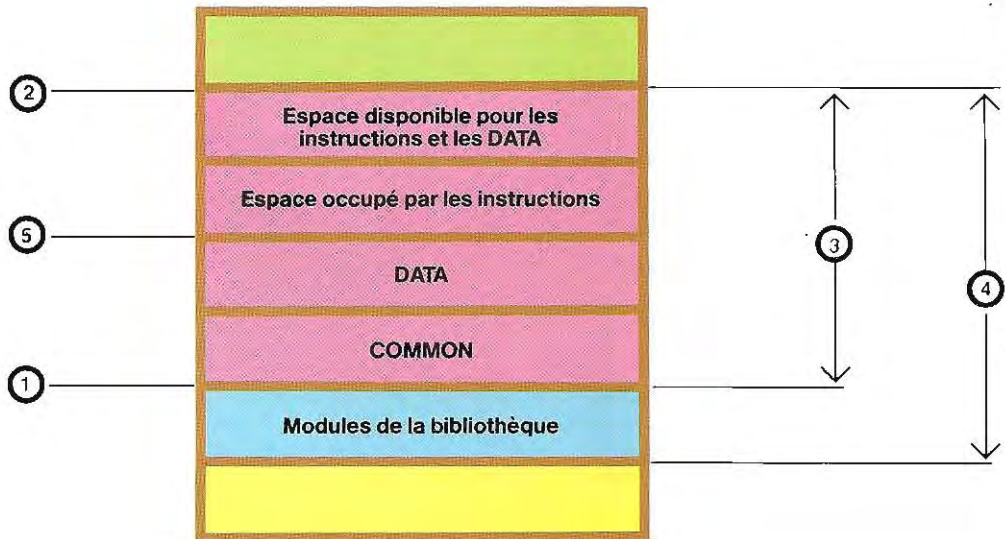 2
Espace disponible pour les
instructions et les DATA
Espace occupé par les instructions
5
3
DATA
4
COMMON
1
Modules de la bibliothèque